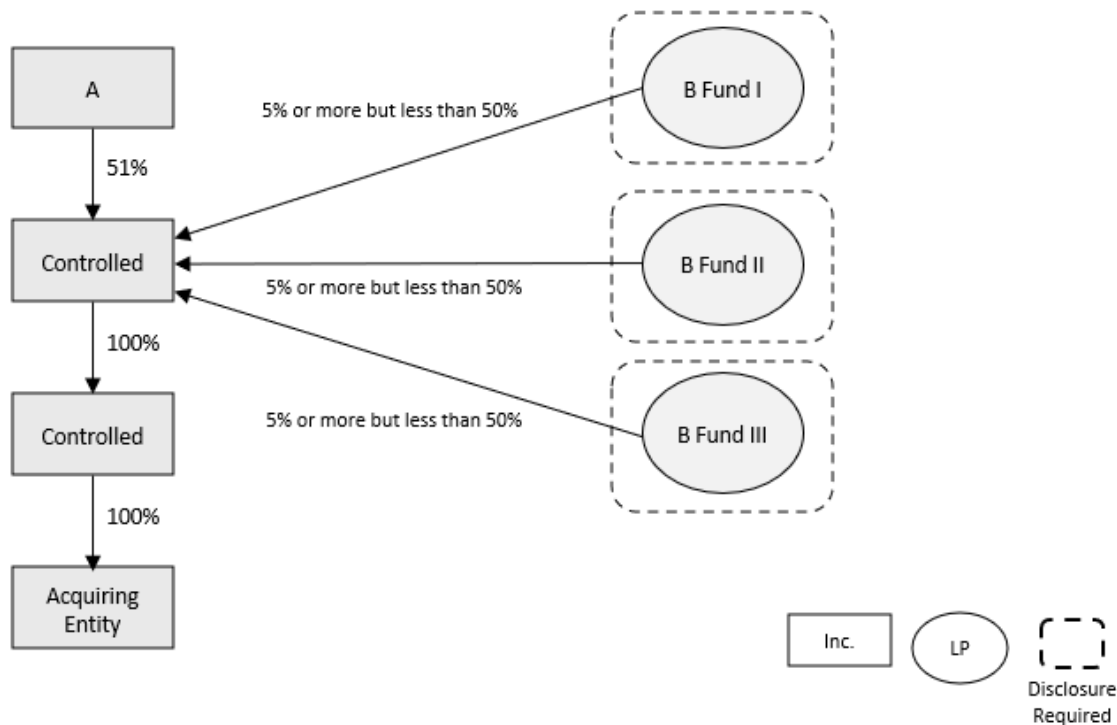 A
B Fund I
5% or more but less than 50%
51%
Controlled
B Fund II
5% or more but less than 50%
100%
Controlled
B Fund III
5% or more but less than 50%
100%
Acquiring
Entity
Inc.
LP
Disclosure
Required